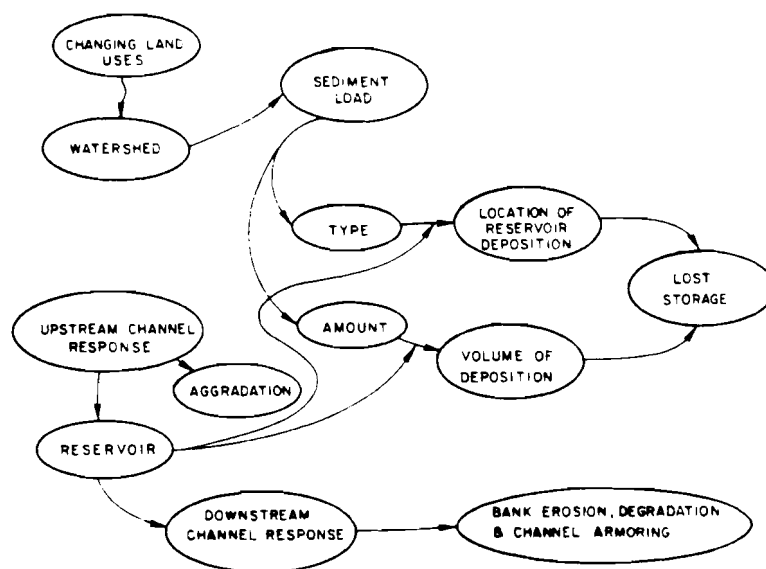 CHANGING LAND
USES
SEDIMENT
LOAD
WATERSHED
TYPE
LOCATION OF
RESERVOIR
DEPOSITION
LOST
STORAGE
UPSTREAM CHANNEL
RESPONSE
AMOUNT
VOLUME OF
DEPOSITION
AGGRADATION
RESERVOIR
DOWNSTREAM
CHANNEL RESPONSE
BANK EROSION, DEGRADATION
& CHANNEL ARMORING